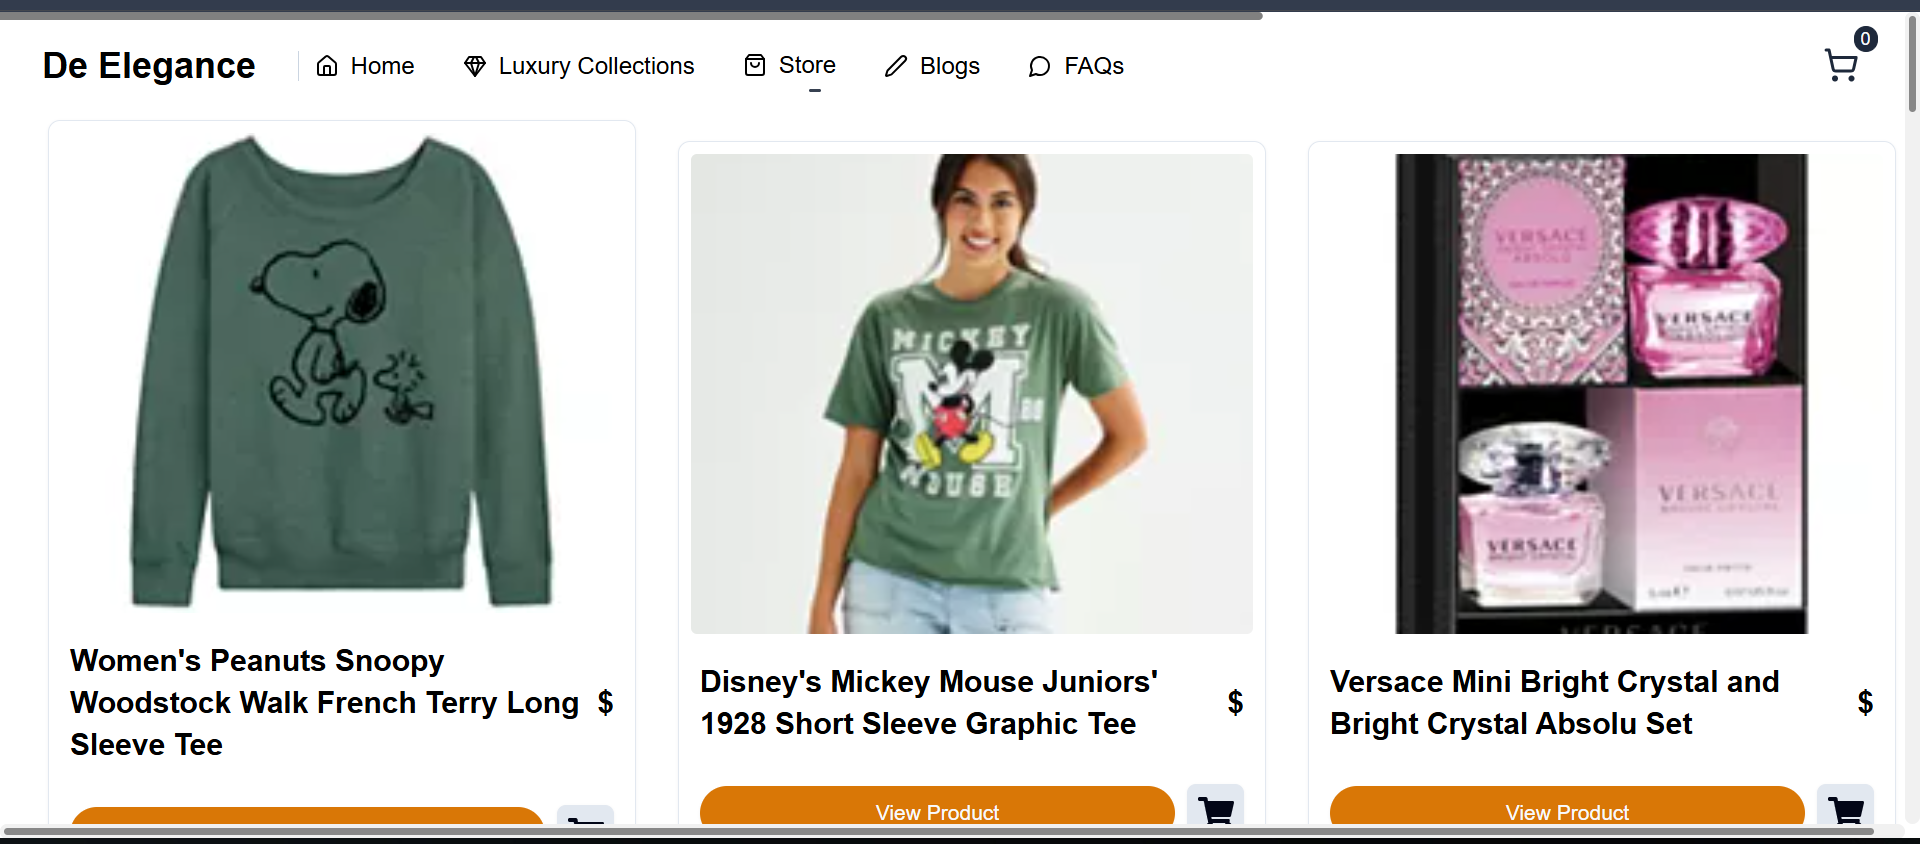 De Elegance
Home
Luxury Collections
Store
Blogs
FAQs
0
MICKEY
M
MOUSE
VERSACE
VERSACE
VERSACE
VERSACE
VERSACE
Women's Peanuts Snoopy
Woodstock Walk French Terry Long
Sleeve Tee
$
Disney's Mickey Mouse Juniors'
1928 Short Sleeve Graphic Tee
$
Versace Mini Bright Crystal and
Bright Crystal Absolu Set
$
View Product
View Product